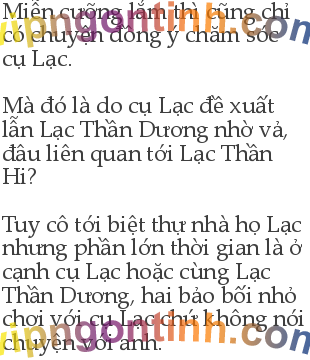 Miễn cưỡng lắm thì cũng chỉ
có chuyện đồng ý chăm sóc
cụ Lạc.
Mà đó là do cụ Lạc đề xuất
lẫn Lạc Thần Dương nhờ vả,
đâu liên quan tới Lạc Thần
Hi?
Tuy cô tới biệt thự nhà họ Lạc
nhưng phần lớn thời gian là ở
cạnh cụ Lạc hoặc cùng Lạc
Thần Dương, hai bảo bối nhỏ
chơi với cụ Lạc chứ không nói
chuyện với anh.
vipngontinh.com
vipngontinh.com